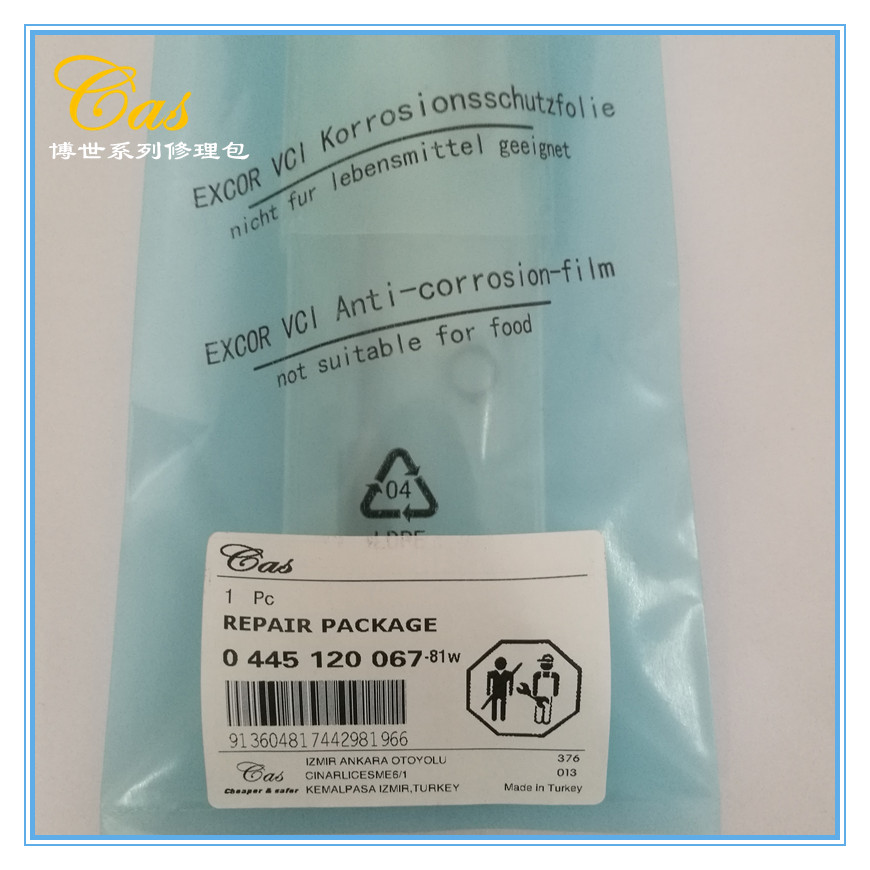 Cas
博世系列修理包
EXCOR VCI Korrosionsschutzfolie
nicht fur lebensmittel geeignet
EXCOR VCI Anti-corrosion-film
not suitable for food
04
LDPE
Cas
1 Pc
REPAIR PACKAGE
0 445 120 067-81w
913604817442981966
Cas
Cheaper & safer
IZMIR ANKARA OTOYOLU
CINARLICESME6/1
KEMALPASA IZMIR,TURKEY
376
013
Made in Turkey